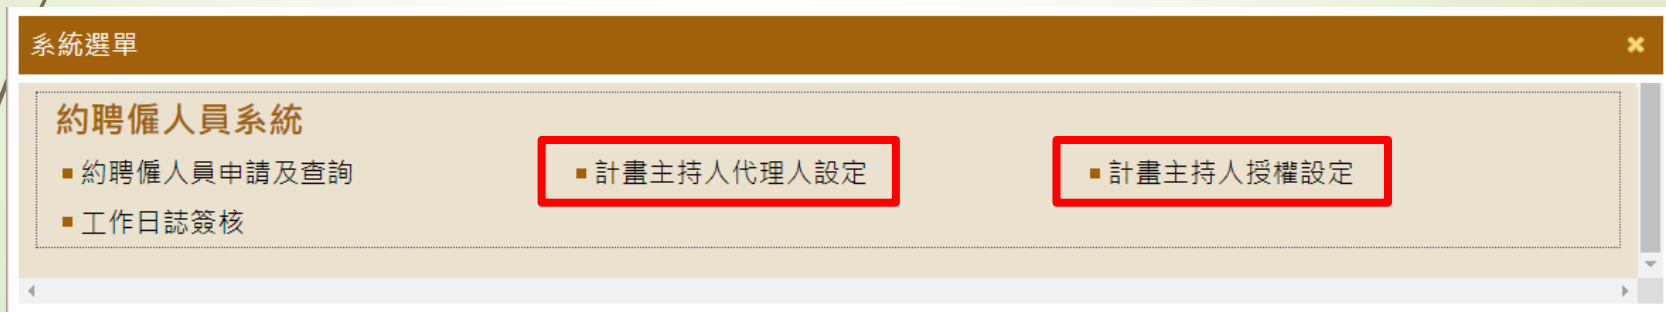 系統選單
約聘僱人員系統
約聘僱人員申請及查詢 計畫主持人代理人設定 計畫主持人授權設定
工作日誌簽核